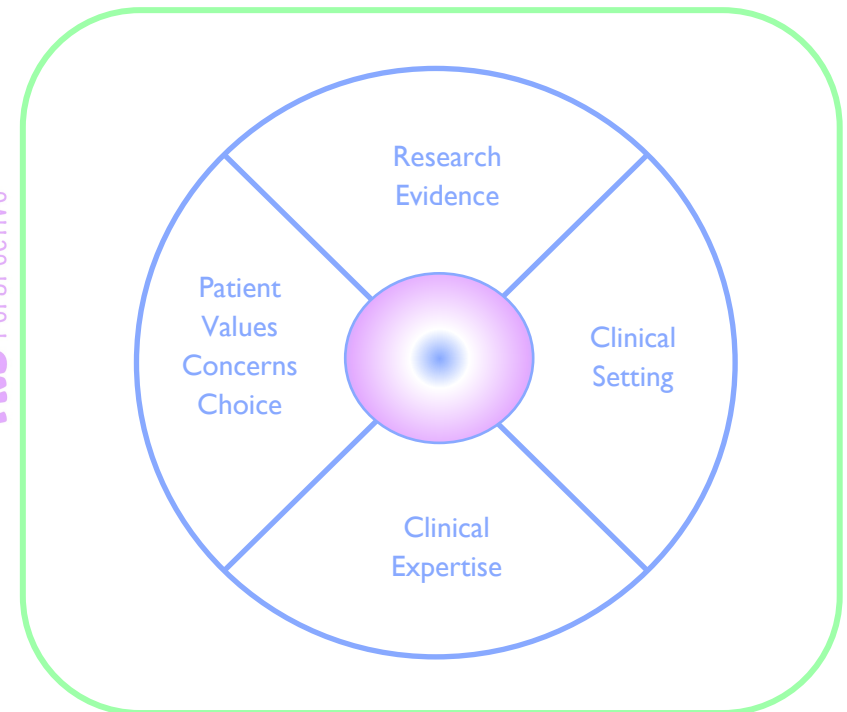 Research
Evidence
Patient
Values
Concerns
Choice
Clinical
Setting
Clinical
Expertise